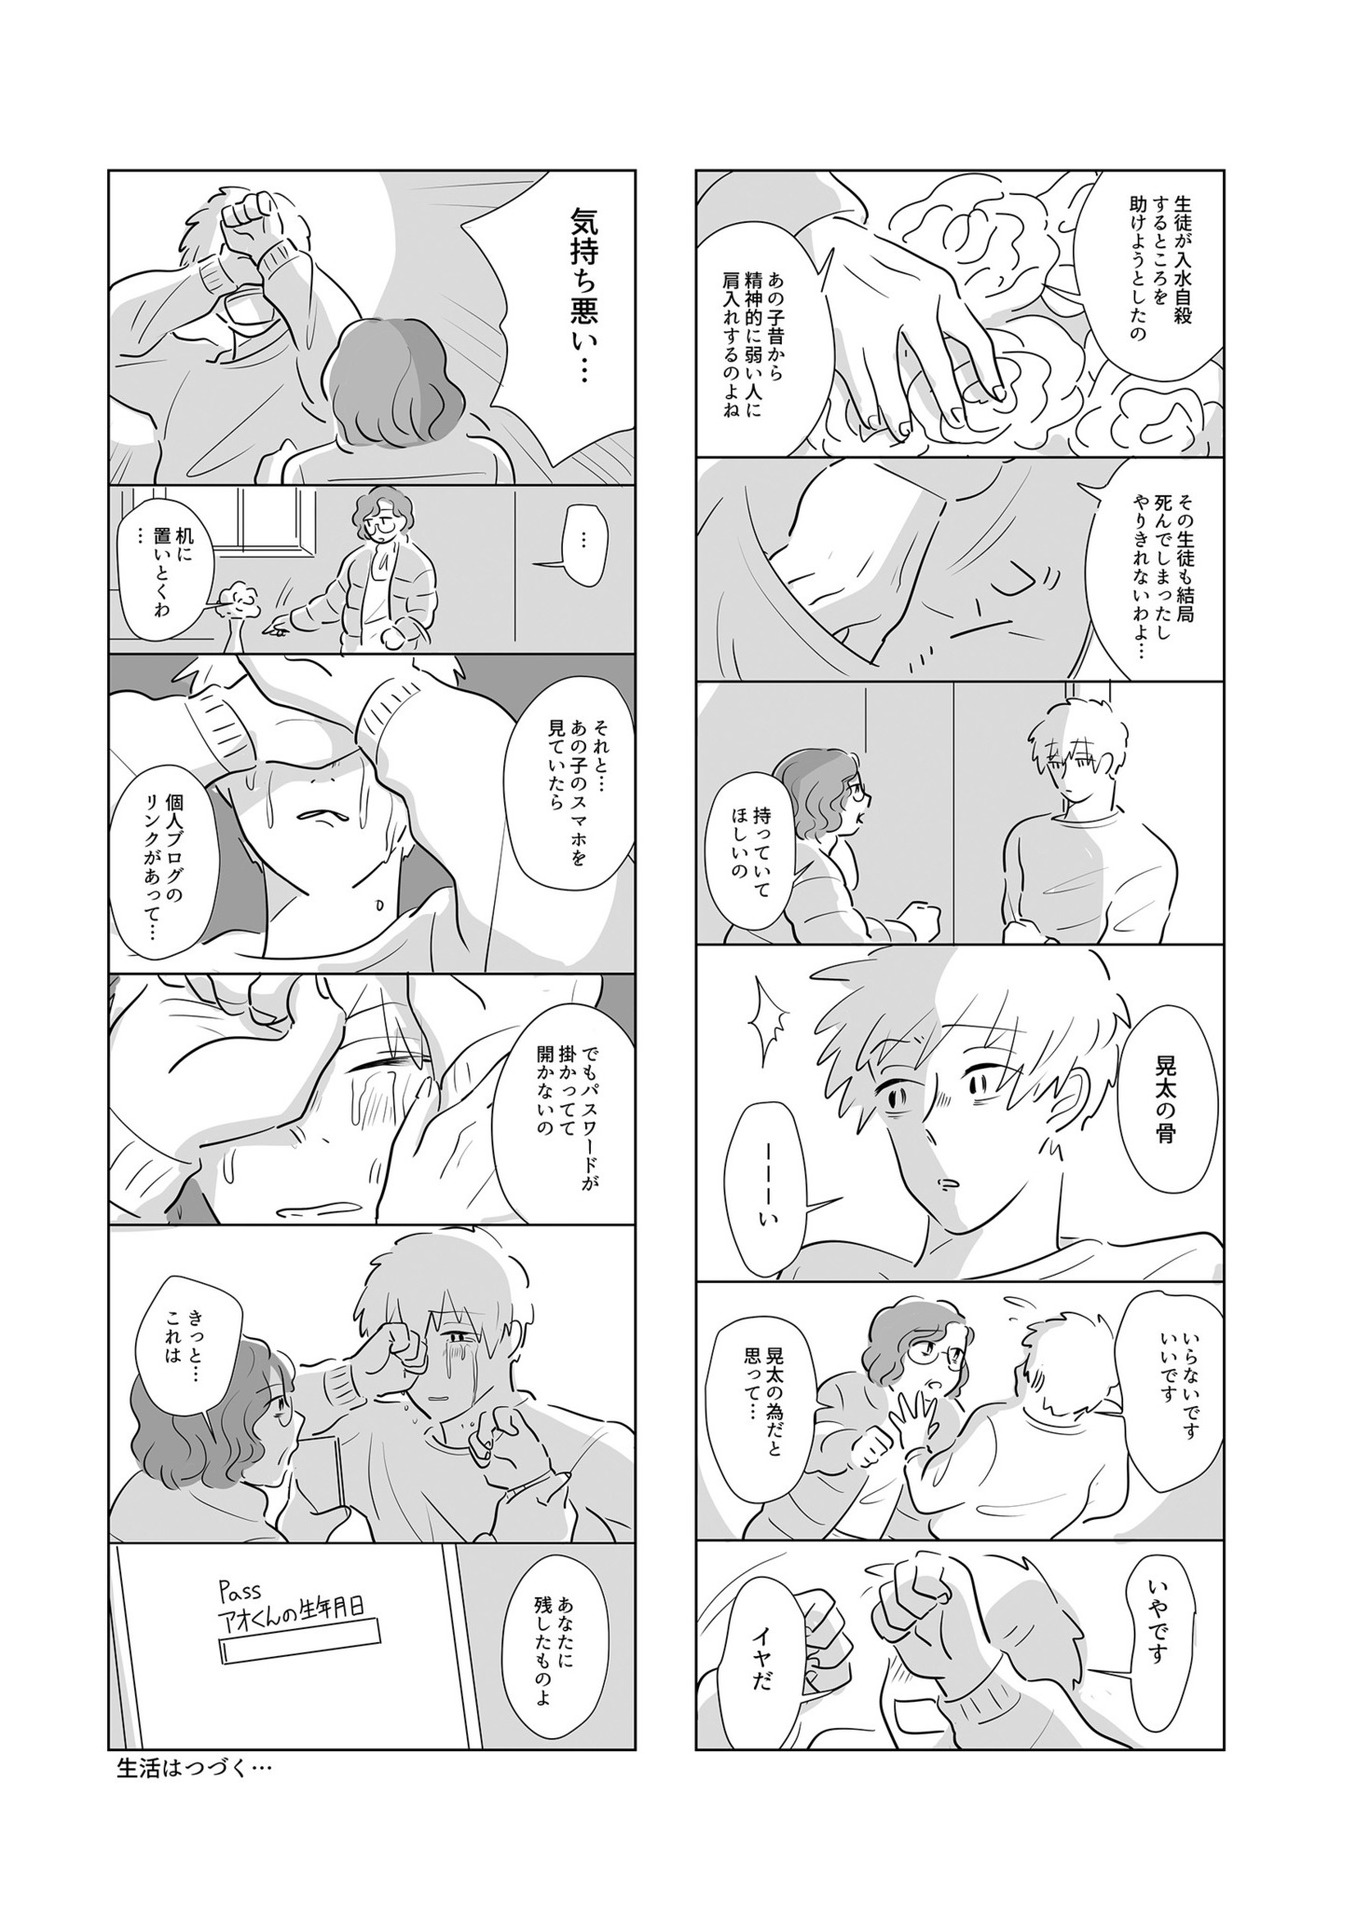 生徒が入水自殺
するところを
助けようとしたの
あの子昔から
精神的に弱い人に
肩入れするのよね
その生徒も結局
死んでしまったし
やりきれないわよ…
持っていて
ほしいの
晃太の骨
ーーーい
いらないです
いいです
晃太の為だと
思って…
いやです
イヤだ
気持ち悪い…
…
机に
置いとくわ
…
それと…
あの子のスマホを
見ていたら
個人ブログの
リンクがあって…
でもパスワードが
掛かってて
開かないの
きっと…
これは
あなたに
残したものよ
Pass
アオくんの生年月日
生活はつづく…